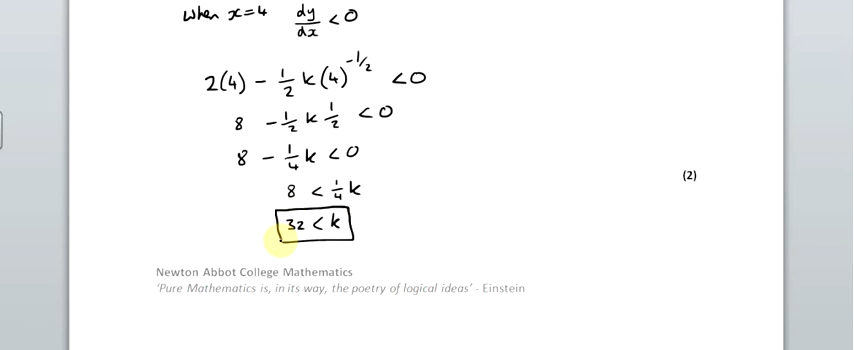 when x=4 dy/dx <0
2(4) - 1/2 k(4)^-1/2 <0
8 - 1/2 k 1/2 <0
8 - 1/4 k <0
8 < 1/4 k
(2)
32 < k
Newton Abbot College Mathematics
'Pure Mathematics is, in its way, the poetry of logical ideas' - Einstein